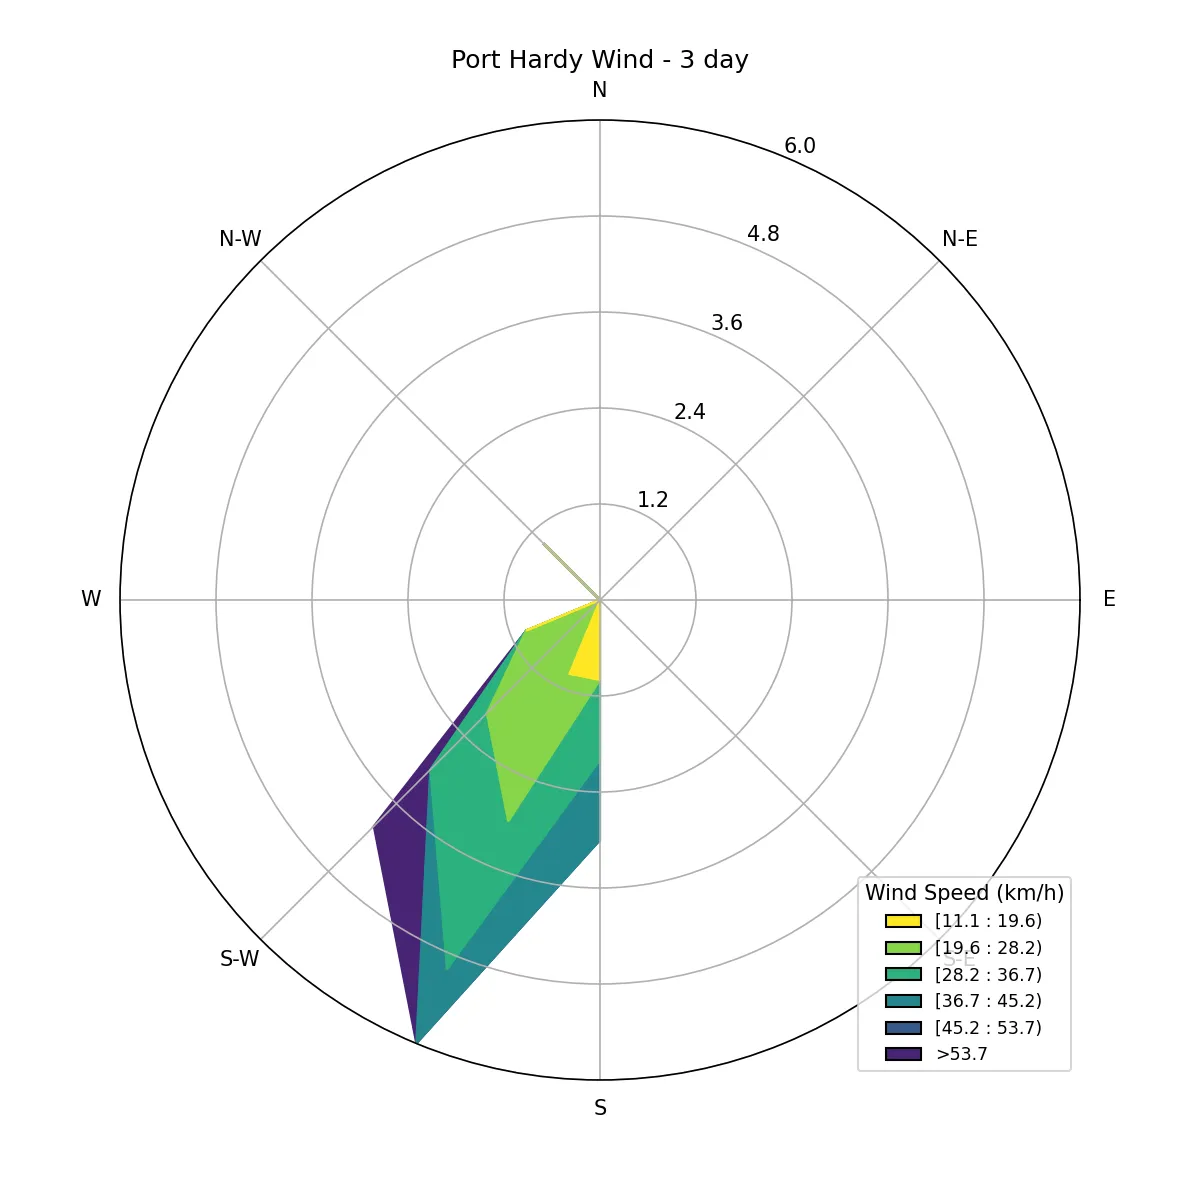 Port Hardy Wind - 3 day
N
6.0
N-W
4.8
N-E
3.6
2.4
1.2
W
E
Wind Speed (km/h)
[11.1 : 19.6)
[19.6 : 28.2)
S-W
S-E
[28.2 : 36.7)
[36.7 : 45.2)
[45.2 : 53.7)
>53.7
S